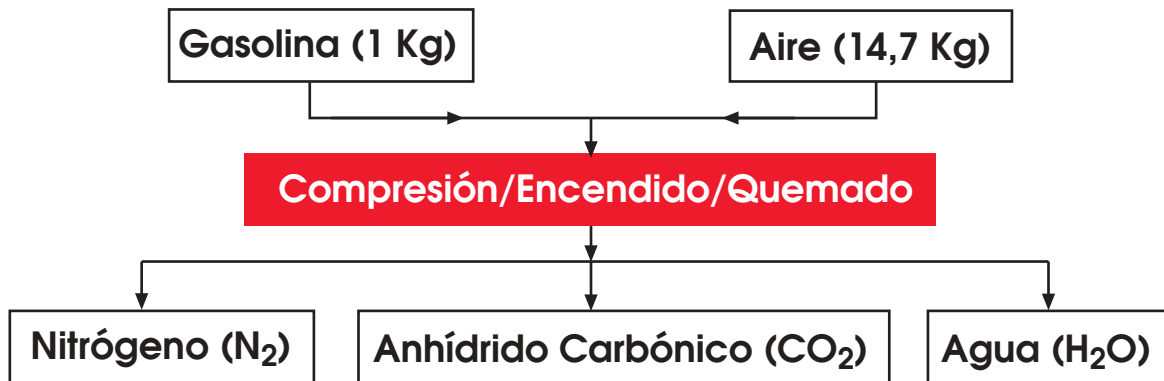 Gasolina (1 Kg)
Aire (14,7 Kg)
Compresión/Encendido/Quemado
Nitrógeno (N₂)
Anhídrido Carbónico (CO₂)
Agua (H₂O)